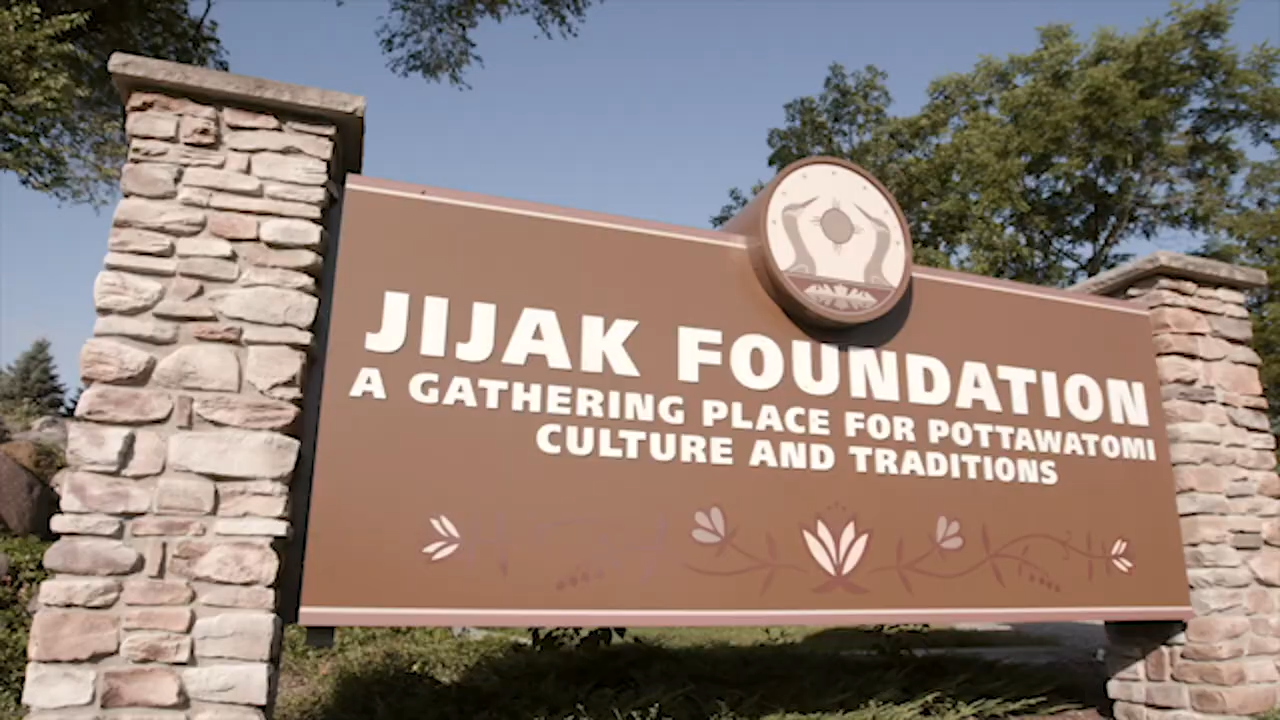 JIJAK FOUNDATION
A GATHERING PLACE FOR POTTAWATOMI
CULTURE AND TRADITIONS